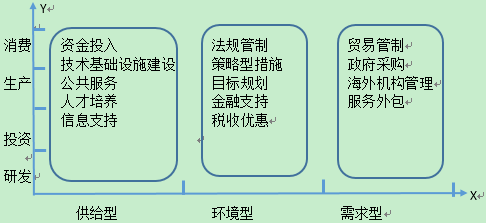 Y
消费
生产
投资
研发
资金投入
技术基础设施建设
公共服务
人才培养
信息支持
法规管制
策略型措施
目标规划
金融支持
税收优惠
贸易管制
政府采购
海外机构管理
服务外包
X
供给型
环境型
需求型